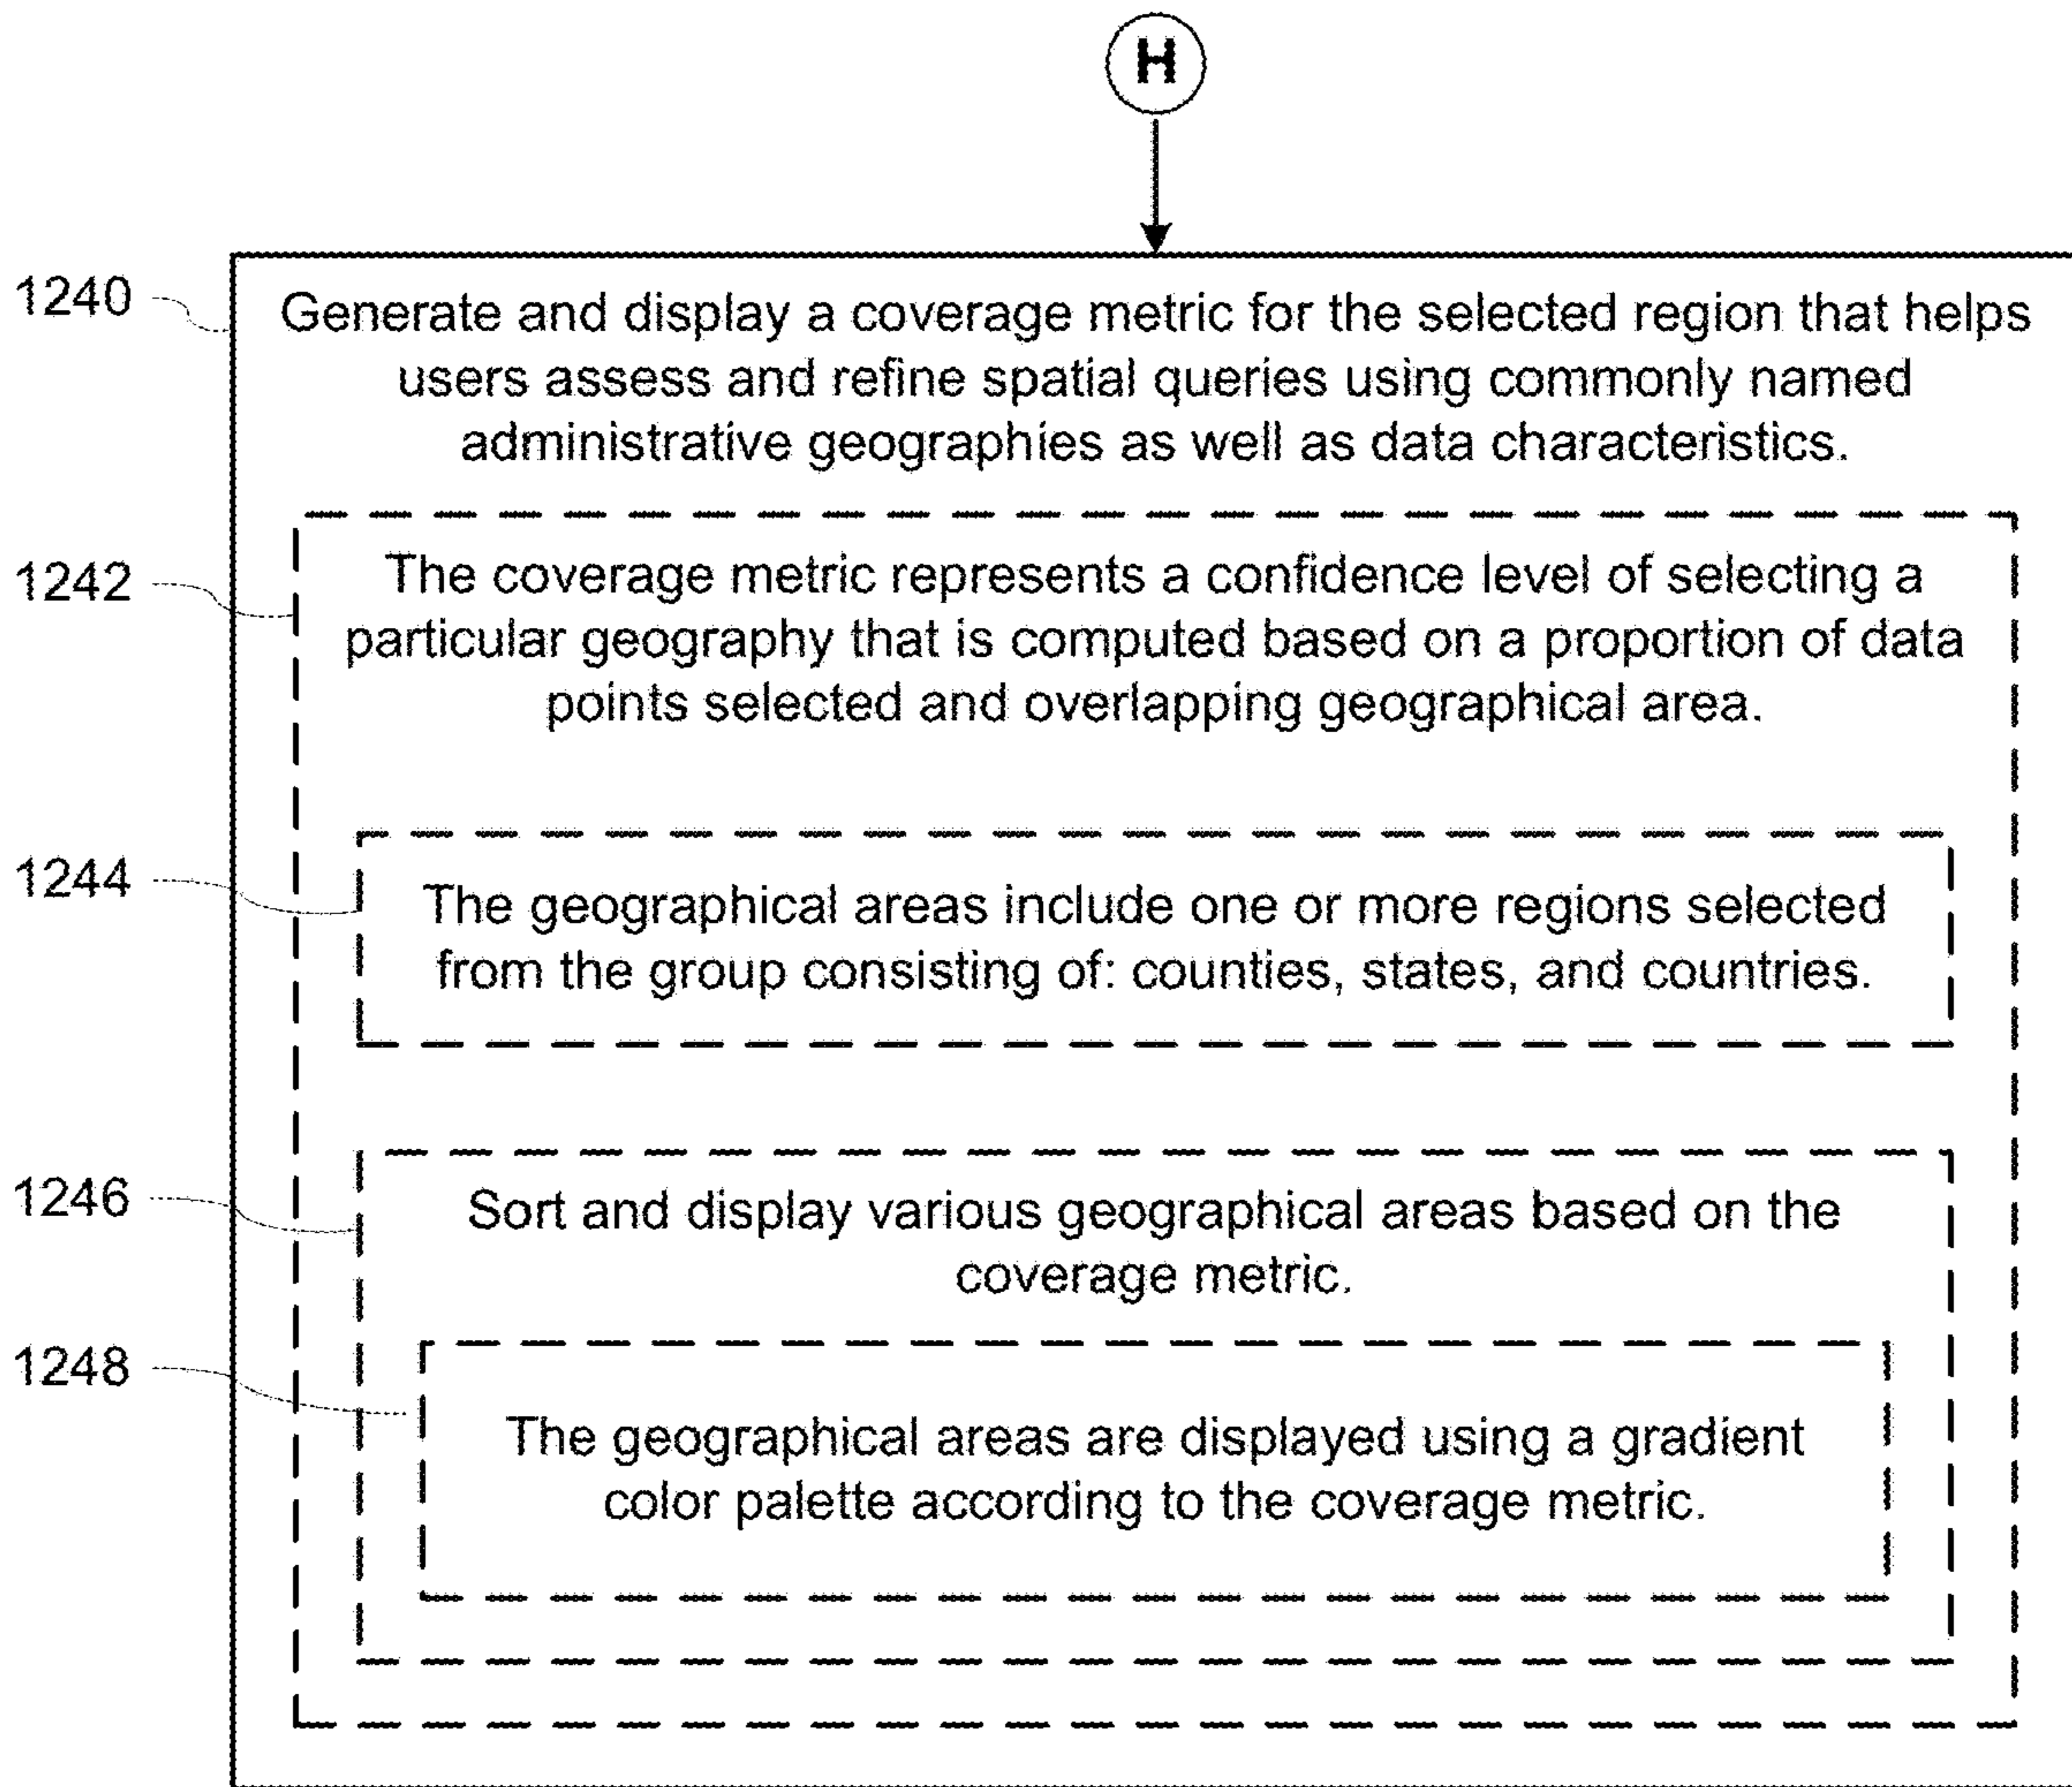 H
1240
Generate and display a coverage metric for the selected region that helps
users assess and refine spatial queries using commonly named
administrative geographies as well as data characteristics.
1242
The coverage metric represents a confidence level of selecting a
particular geography that is computed based on a proportion of data
points selected and overlapping geographical area.
1244
The geographical areas include one or more regions selected
from the group consisting of: counties, states, and countries.
1246
Sort and display various geographical areas based on the
coverage metric.
1248
The geographical areas are displayed using a gradient
color palette according to the coverage metric.